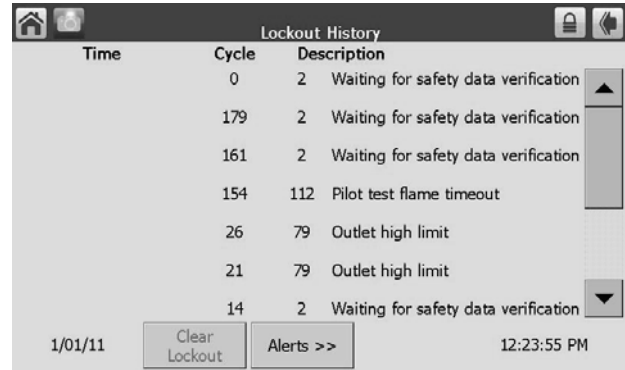 Lockout History
Time Cycle Description
0 2 Waiting for safety data verification
179 2 Waiting for safety data verification
161 2 Waiting for safety data verification
154 112 Pilot test flame timeout
26 79 Outlet high limit
21 79 Outlet high limit
14 2 Waiting for safety data verification
1/01/11 Clear Lockout Alerts >> 12:23:55 PM